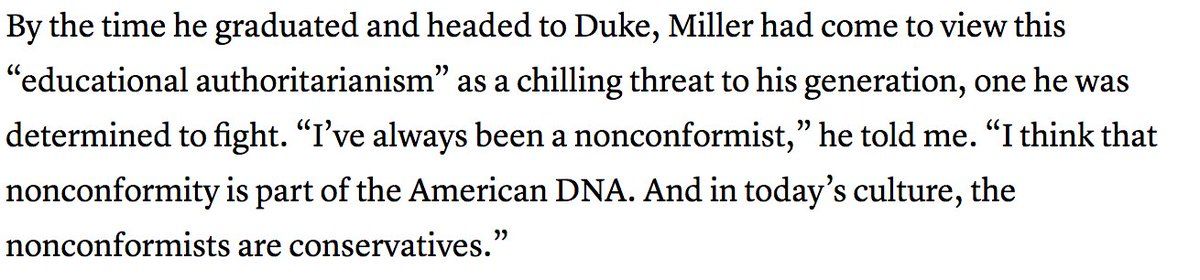 By the time he graduated and headed to Duke, Miller had come to view this
“educational authoritarianism” as a chilling threat to his generation, one he was
determined to fight. “I’ve always been a nonconformist,” he told me. “I think that
nonconformity is part of the American DNA. And in today’s culture, the
nonconformists are conservatives.”